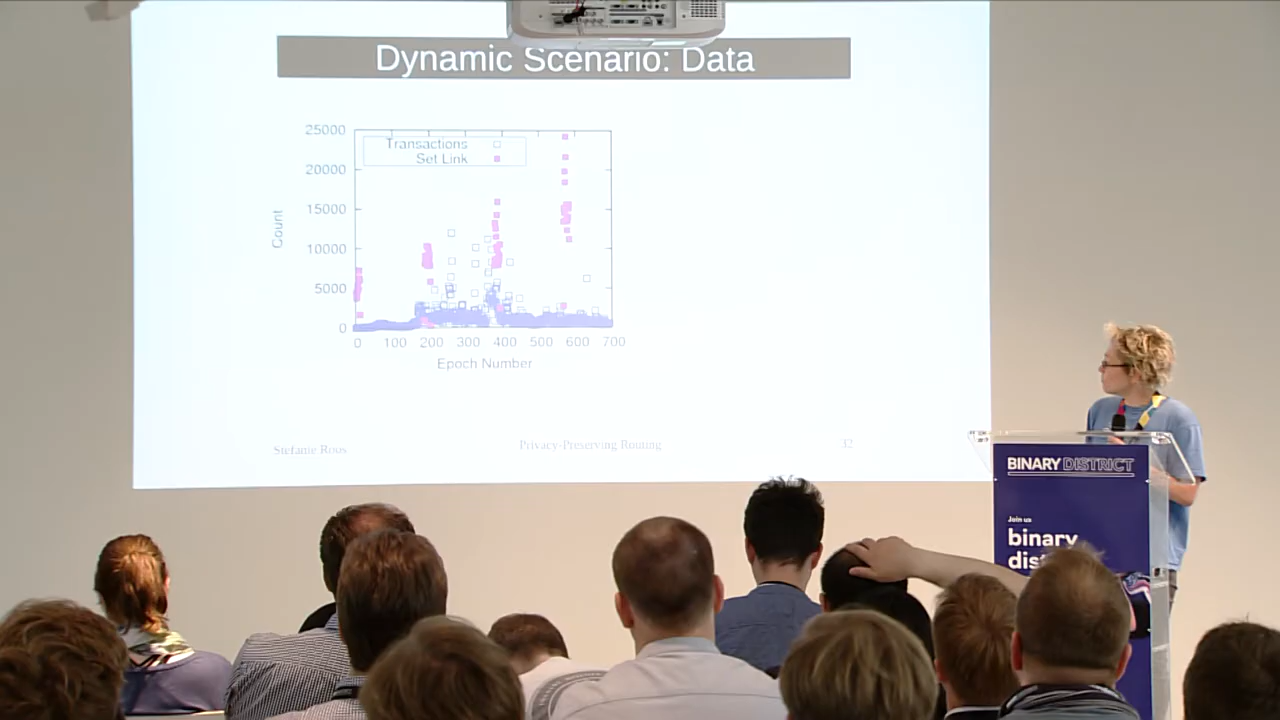 Dynamic Scenario: Data
25000
20000
15000
10000
5000
0
Count
Transactions
Set Link
0 100 200 300 400 500 600 700
Epoch Number
Stefanie Roos
Privacy-Preserving Routing
32
BINARY DISTRICT
Join us
binary